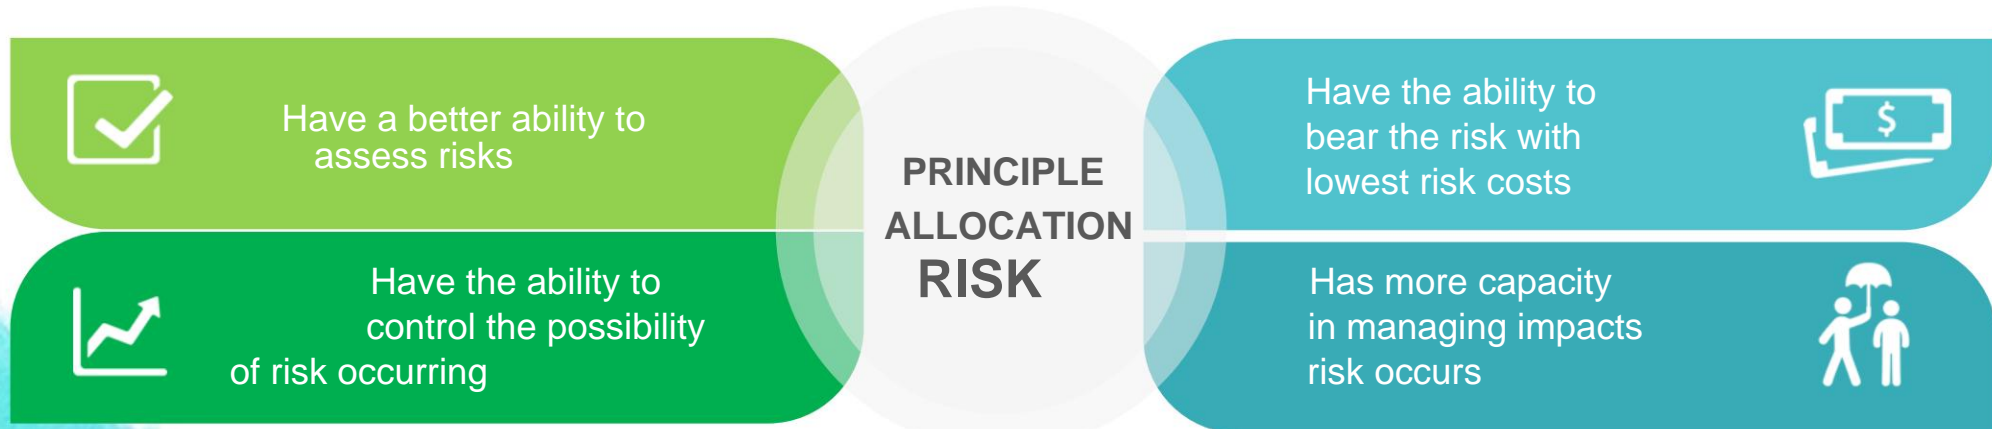 Have a better ability to
assess risks
Have the ability to
control the possibility
of risk occurring
PRINCIPLE
ALLOCATION
RISK
Have the ability to
bear the risk with
lowest risk costs
$
Has more capacity
in managing impacts
risk occurs